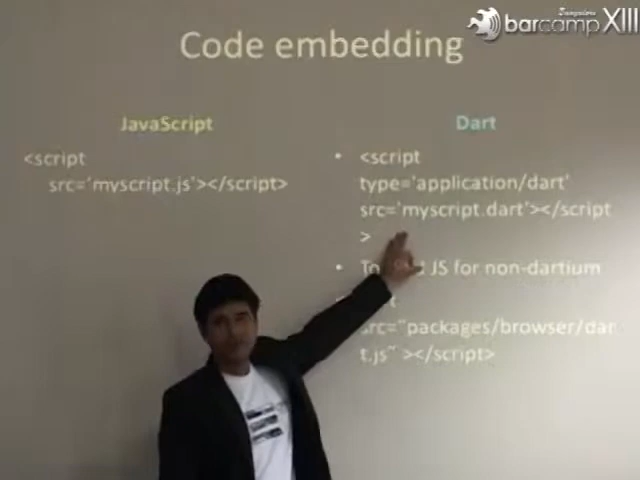 Bangalore
barcamp XIII
Code embedding
JavaScript
<script
src='myscript.js'></script>
Dart
• <script
type='application/dart'
src='myscript.dart'></script
>
• JS for non-dartium
src="packages/browser/dar
t.js" ></script>